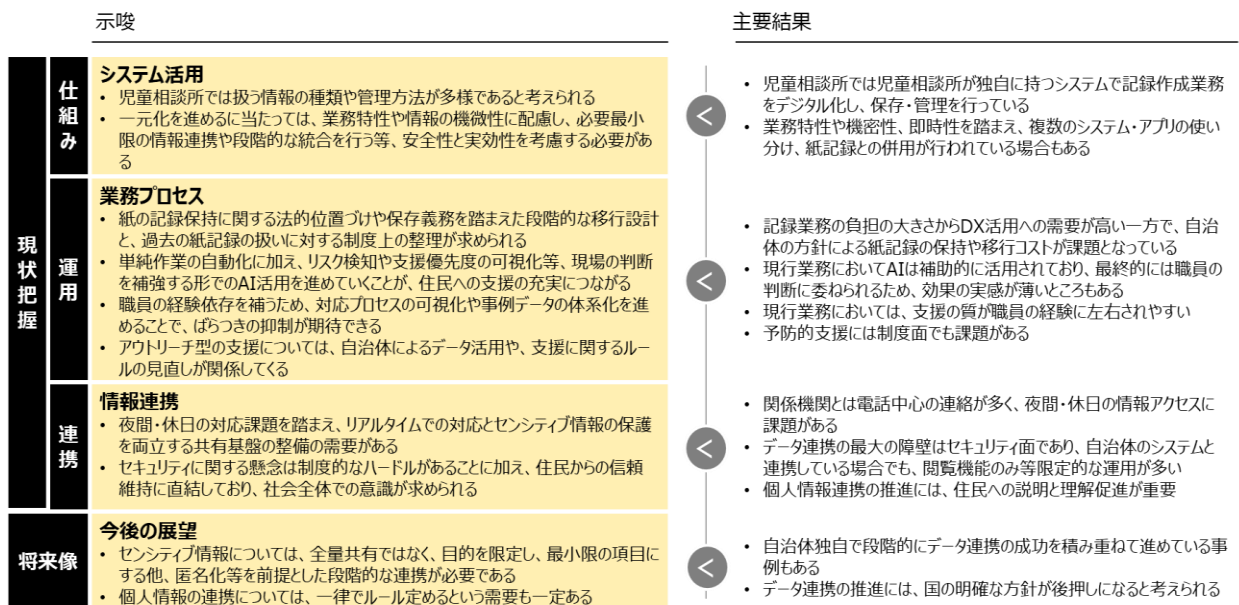 示唆
主要結果
現状把握
仕組み
システム活用
• 児童相談所では扱う情報の種類や管理方法が多様であると考えられる
• 一元化を進めるに当たっては、業務特性や情報の機微性に配慮し、必要最小
限の情報連携や段階的な統合を行う等、安全性と実効性を考慮する必要があ
る
<
• 児童相談所では児童相談所が独自に持つシステムで記録作成業務
をデジタル化し、保存・管理を行っている
• 業務特性や機密性、即時性を踏まえ、複数のシステム・アプリの使い
分け、紙記録との併用が行われている場合もある
運用
業務プロセス
• 紙の記録保持に関する法的位置づけや保存義務を踏まえた段階的な移行設計
と、過去の紙記録の扱いに対する制度上の整理が求められる
• 単純作業の自動化に加え、リスク検知や支援優先度の可視化等、現場の判断
を補強する形でのAI活用を進めていくことが、住民への支援の充実につながる
• 職員の経験依存を補うため、対応プロセスの可視化や事例データの体系化を進
めることで、ばらつきの抑制が期待できる
• アウトリーチ型の支援については、自治体によるデータ活用や、支援に関するルー
ルの見直しが関係してくる
<
• 記録業務の負担の大きさからDX活用への需要が高い一方で、自治
体の方針による紙記録の保持や移行コストが課題となっている
• 現行業務においてAIは補助的に活用されており、最終的には職員の
判断に委ねられるため、効果の実感が薄いところもある
• 現行業務においては、支援の質が職員の経験に左右されやすい
• 予防的支援には制度面でも課題がある
連携
情報連携
• 夜間・休日の対応課題を踏まえ、リアルタイムでの対応とセンシティブ情報の保護
を両立する共有基盤の整備の需要がある
• セキュリティに関する懸念は制度的なハードルがあることに加え、住民からの信頼
維持に直結しており、社会全体での意識が求められる
<
• 関係機関とは電話中心の連絡が多く、夜間・休日の情報アクセスに
課題がある
• データ連携の最大の障壁はセキュリティ面であり、自治体のシステムと
連携している場合でも、閲覧機能のみ等限定的な運用が多い
• 個人情報連携の推進には、住民への説明と理解促進が重要
将来像
今後の展望
• センシティブ情報については、全量共有ではなく、目的を限定し、最小限の項目に
する他、匿名化等を前提とした段階的な連携が必要である
• 個人情報の連携については、一律でルール定めるという需要も一定ある
<
• 自治体独自で段階的にデータ連携の成功を積み重ねて進めている事
例もある
• データ連携の推進には、国の明確な方針が後押しになると考えられる